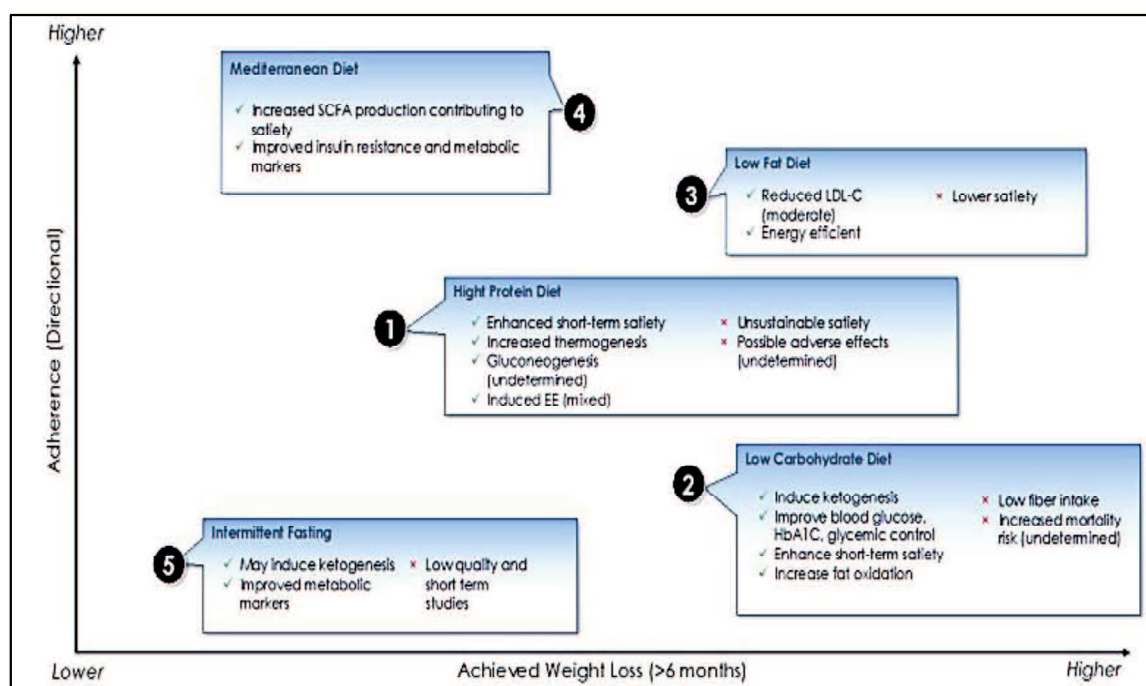 Higher
Adherence (Directional)
Mediterranean Diet
✓ Increased SCFA production contributing to
satiety
✓ Improved insulin resistance and metabolic
markers
4
Low Fat Diet
3
✓ Reduced LDL-C
(moderate)
✓ Energy efficient
× Lower satiety
Hight Protein Diet
1
✓ Enhanced short-term satiety
✓ Increased thermogenesis
✓ Gluconeogenesis
(undetermined)
✓ Induced EE (mixed)
× Unsustainable satiety
× Possible adverse effects
(undetermined)
Low Carbohydrate Diet
2
✓ Induce ketogenesis
✓ Improve blood glucose,
HbA1C, glycemic control
✓ Enhance short-term satiety
✓ Increase fat oxidation
× Low fiber intake
× Increased mortality
risk (undetermined)
Intermittent Fasting
5
✓ May induce ketogenesis
✓ Improved metabolic
markers
× Low quality and
short term
studies
Lower
Achieved Weight Loss (>6 months)
Higher